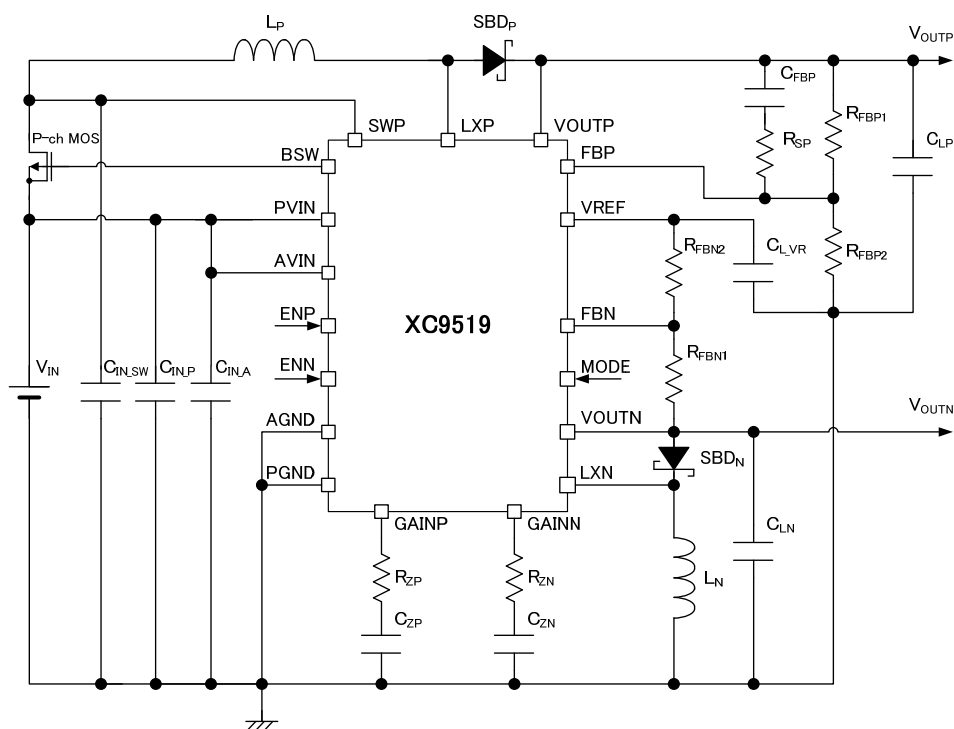 LP
SBDP
VOUTP
CFBP
RFBP1
RSP
CLP
P-ch MOS
SWP
LXP
VOUTP
BSW
FBP
PVIN
VREF
RFBN2
CL_VR
RFBP2
AVIN
XC9519
ENP
FBN
RFBN1
VIN
CIN_SW
CIN_P
CIN_A
ENN
MODE
VOUTN
AGND
VOUTN
SBDN
PGND
LXN
GAINP
GAINN
CLN
RZP
RZN
LN
CZP
CZN